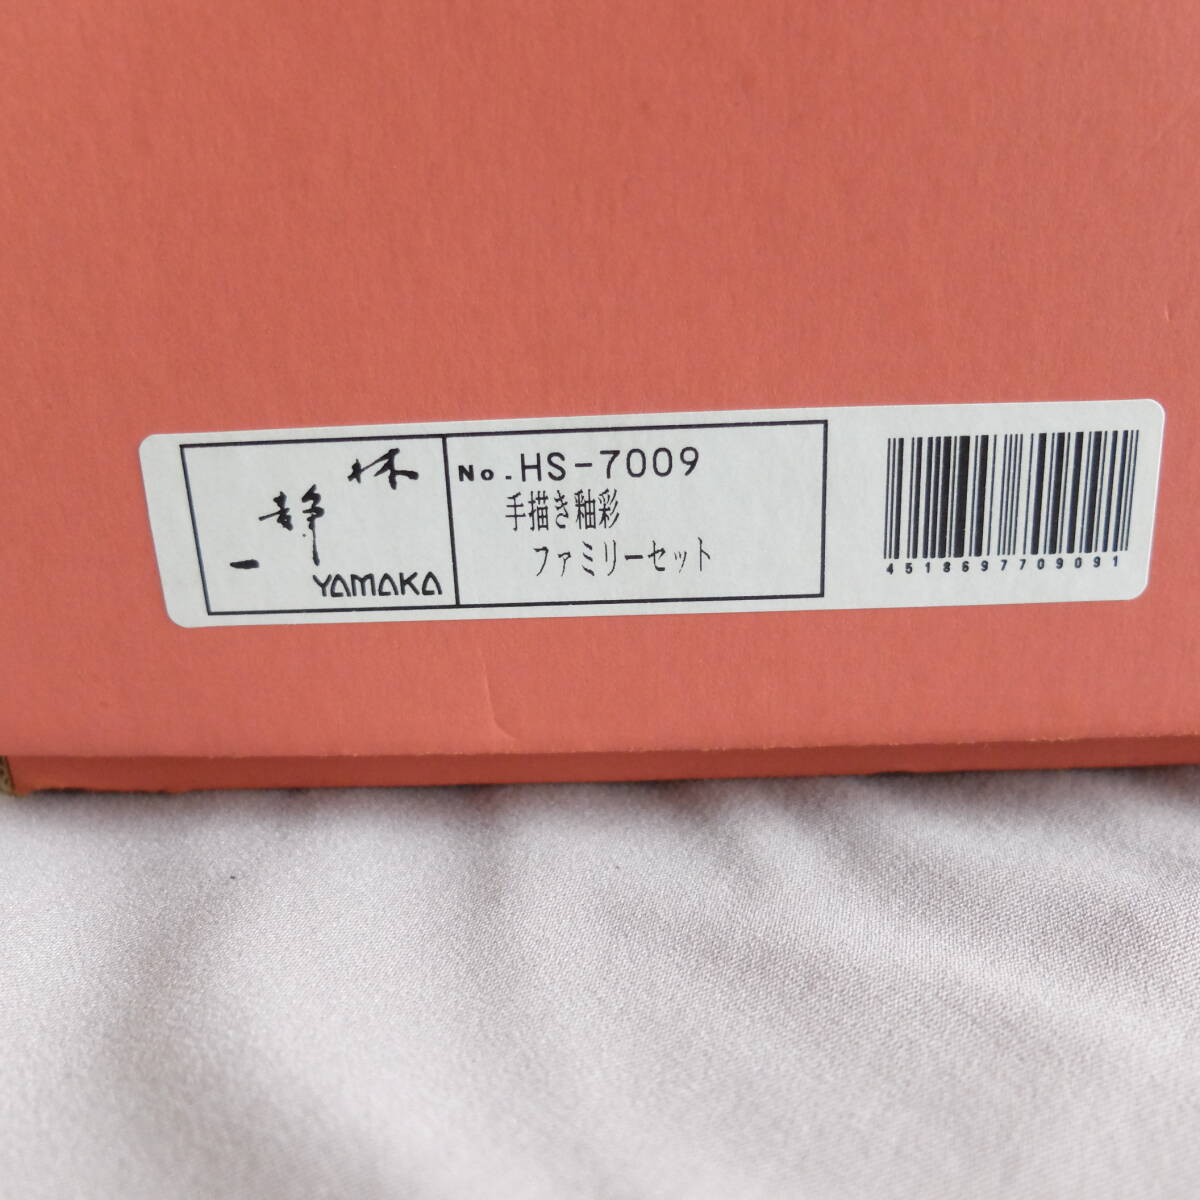 林
静
一
YAMAKA
No.HS-7009
手描き釉彩
ファミリーセット
4518697709091